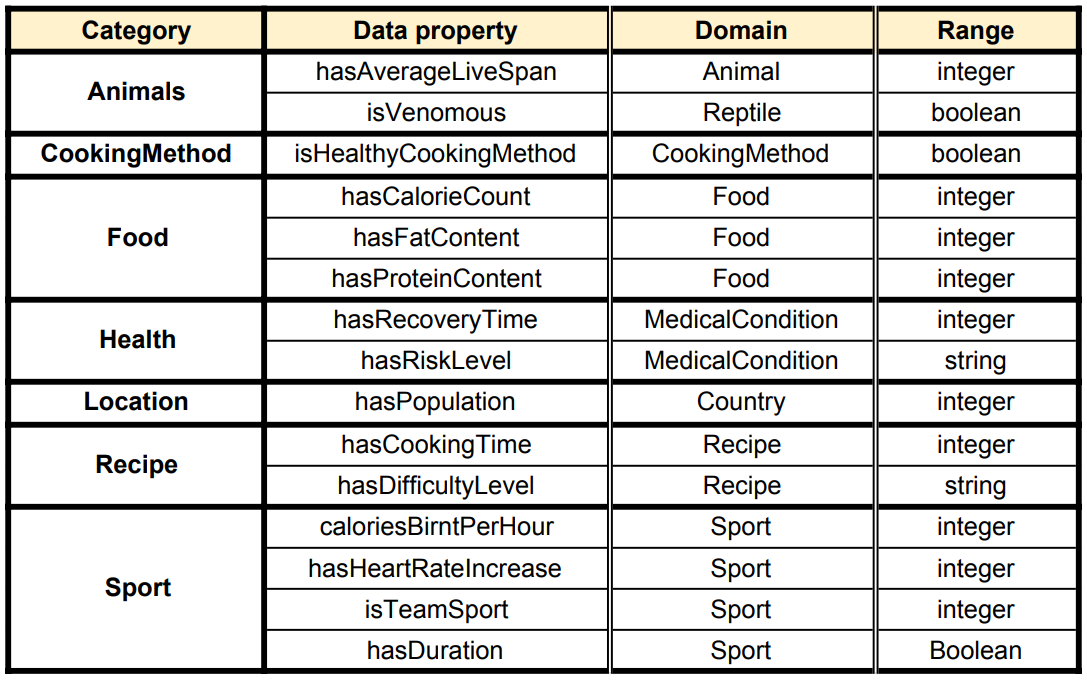 Category Data property Domain Range
Animals hasAverageLiveSpan Animal integer
isVenomous Reptile boolean
CookingMethod isHealthyCookingMethod CookingMethod boolean
Food hasCalorieCount Food integer
hasFatContent Food integer
hasProteinContent Food integer
Health hasRecoveryTime MedicalCondition integer
hasRiskLevel MedicalCondition string
Location hasPopulation Country integer
Recipe hasCookingTime Recipe integer
hasDifficultyLevel Recipe string
Sport caloriesBirntPerHour Sport integer
hasHeartRateIncrease Sport integer
isTeamSport Sport integer
hasDuration Sport Boolean